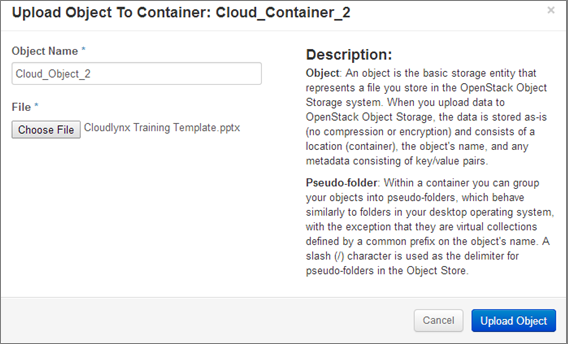 Upload Object To Container: Cloud_Container_2
×
Object Name *
Cloud_Object_2
File *
Choose File Cloudlynx Training Template.pptx
Description:
Object: An object is the basic storage entity that
represents a file you store in the OpenStack Object
Storage system. When you upload data to
OpenStack Object Storage, the data is stored as-is
(no compression or encryption) and consists of a
location (container), the object's name, and any
metadata consisting of key/value pairs.
Pseudo-folder: Within a container you can group
your objects into pseudo-folders, which behave
similarly to folders in your desktop operating system,
with the exception that they are virtual collections
defined by a common prefix on the object's name. A
slash (/) character is used as the delimiter for
pseudo-folders in the Object Store.
Cancel
Upload Object